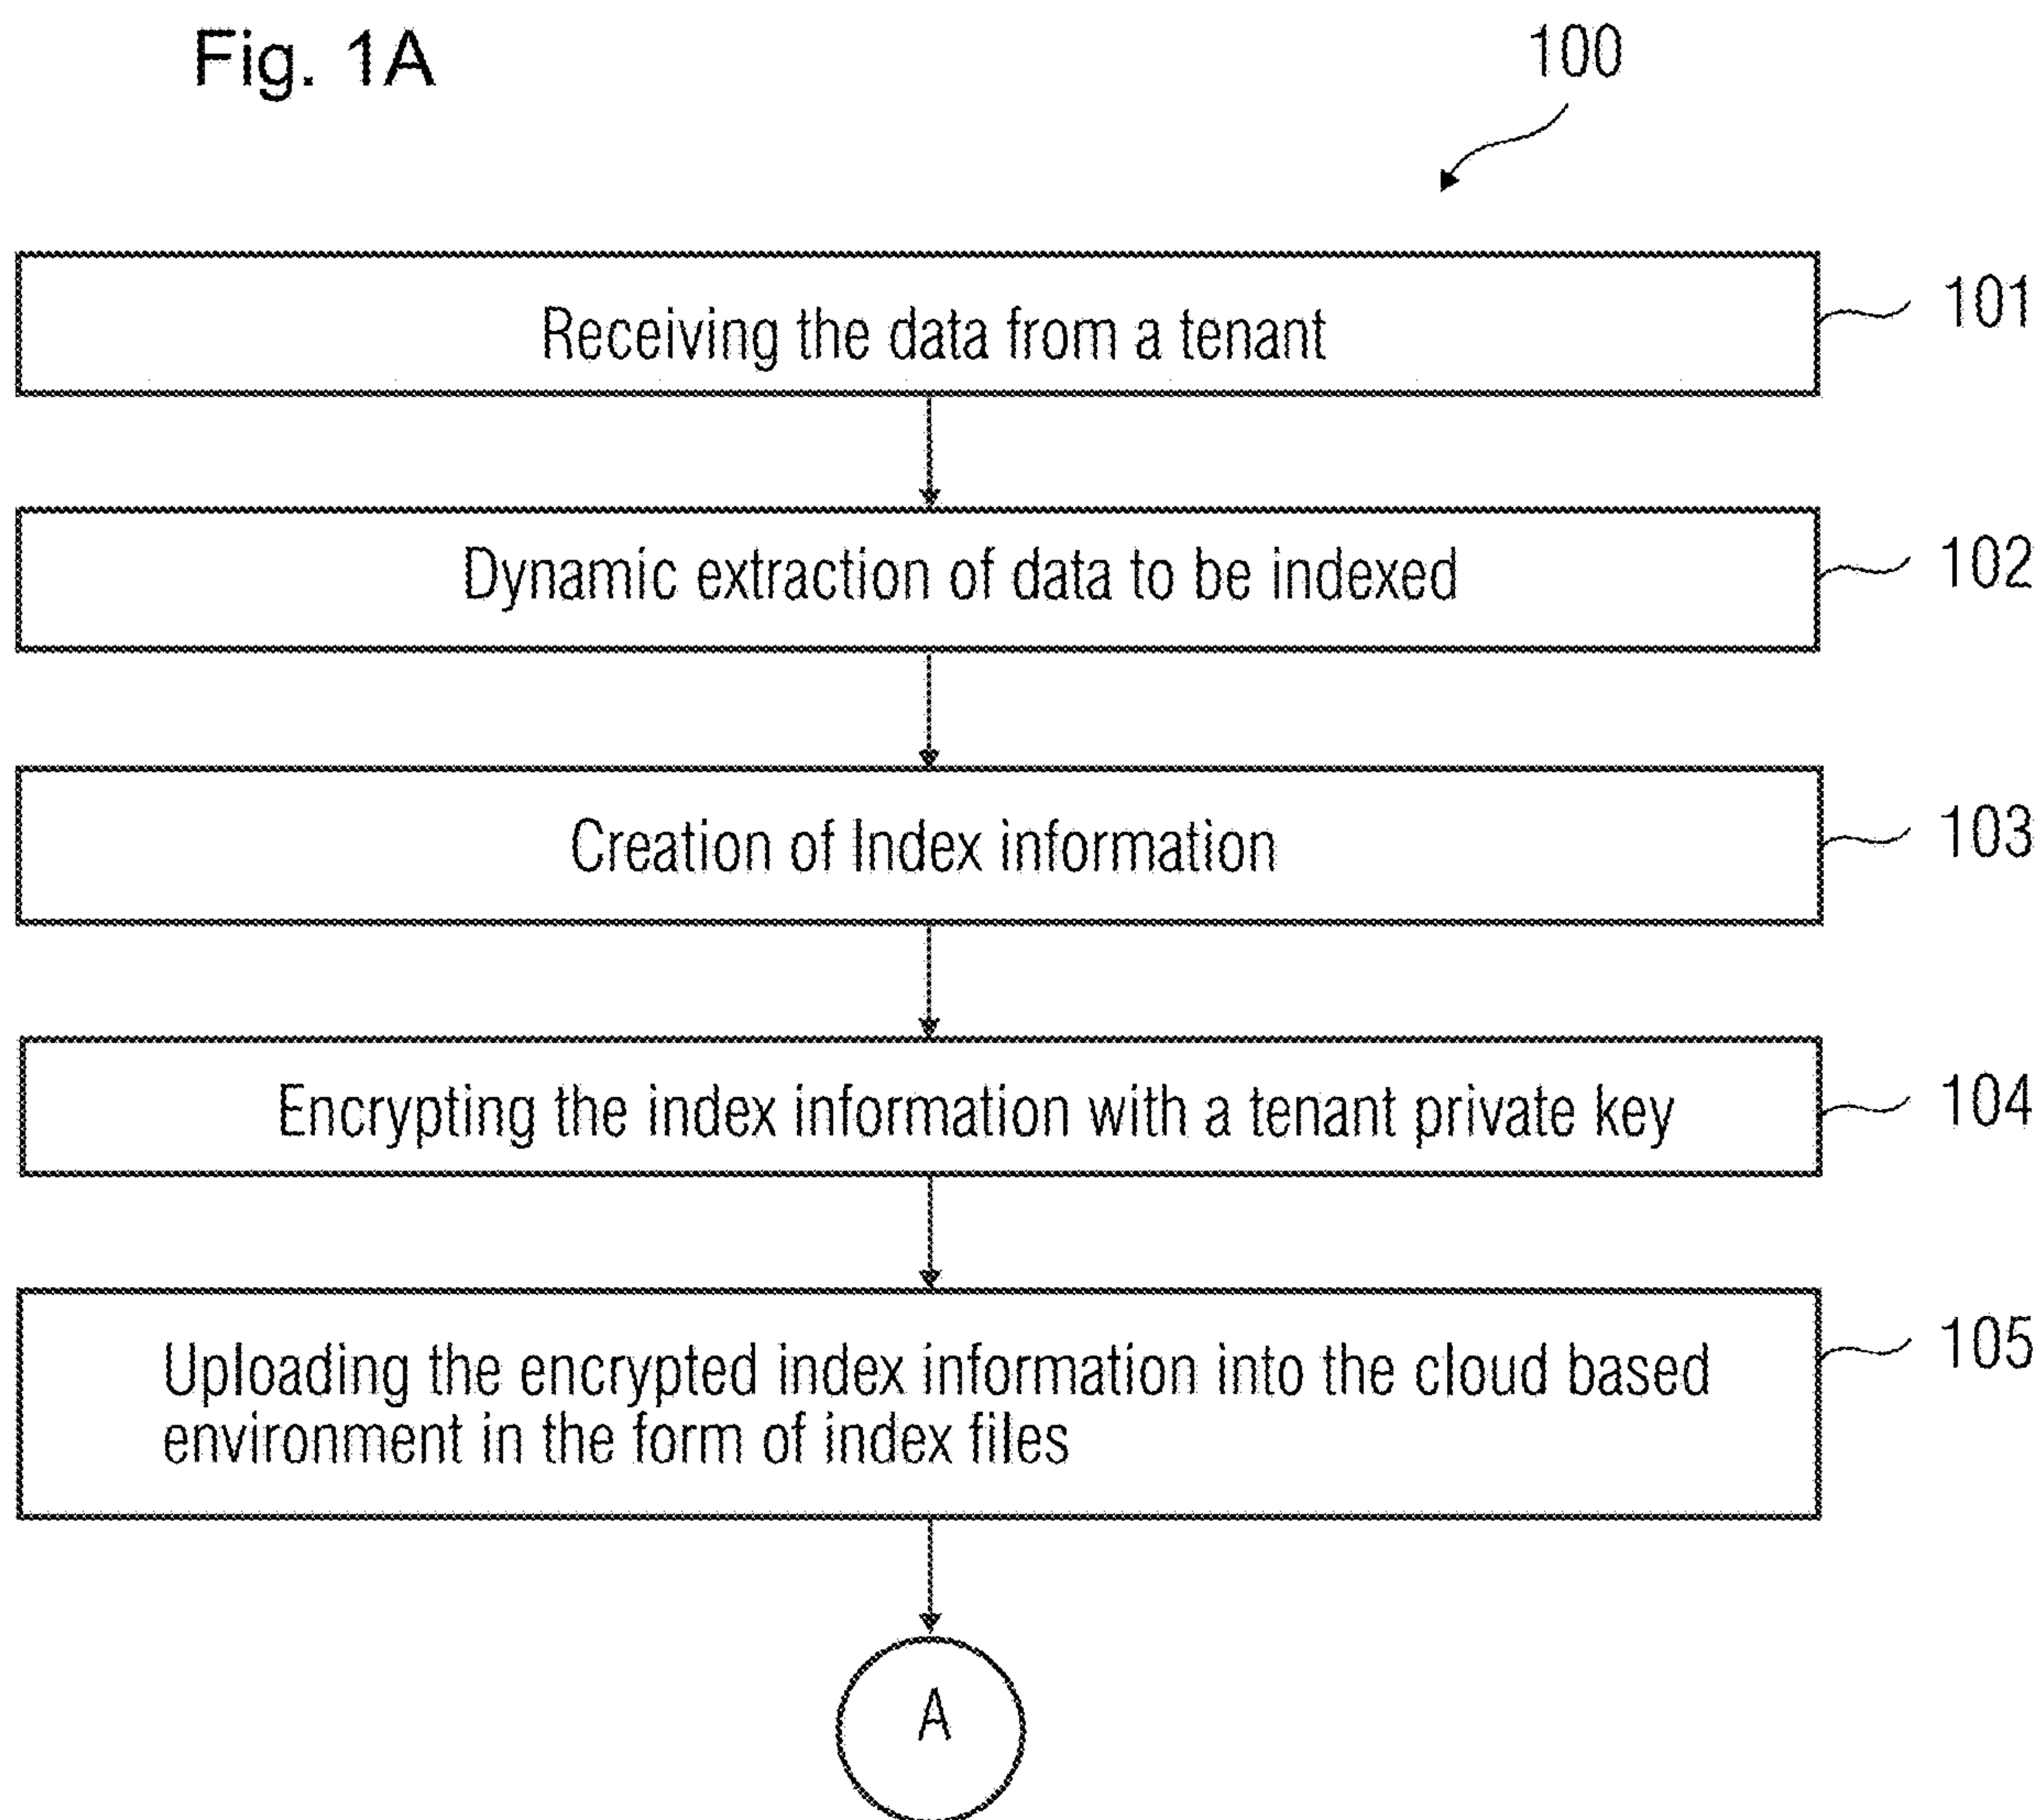 Fig. 1A
100
Receiving the data from a tenant
101
Dynamic extraction of data to be indexed
102
Creation of Index information
103
Encrypting the index information with a tenant private key
104
Uploading the encrypted index information into the cloud based
environment in the form of index files
105
A